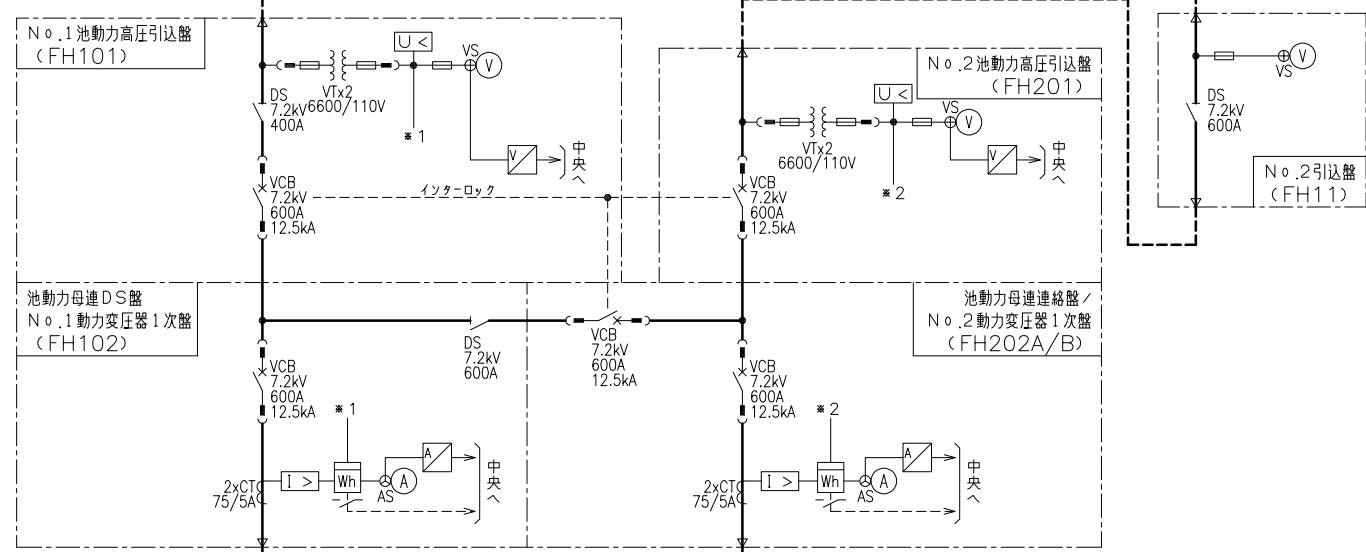 No.1池動力高圧引込盤
(FH101)
U <
VS
V
VTx2
6600/110V
DS
7.2kV
400A
※1
V
中央へ
VCB
7.2kV
600A
12.5kA
インターロック
No.2池動力高圧引込盤
(FH201)
U <
VS
V
VTx2
6600/110V
※2
V
中央へ
VCB
7.2kV
600A
12.5kA
VS
V
DS
7.2kV
600A
No.2引込盤
(FH11)
池動力母連DS盤
No.1動力変圧器1次盤
(FH102)
DS
7.2kV
600A
VCB
7.2kV
600A
12.5kA
池動力母連連絡盤/
No.2動力変圧器1次盤
(FH202A/B)
VCB
7.2kV
600A
12.5kA
※1
2xCT
75/5A
I >
Wh
AS
A
A
中央へ
VCB
7.2kV
600A
12.5kA
※2
2xCT
75/5A
I >
Wh
AS
A
A
中央へ